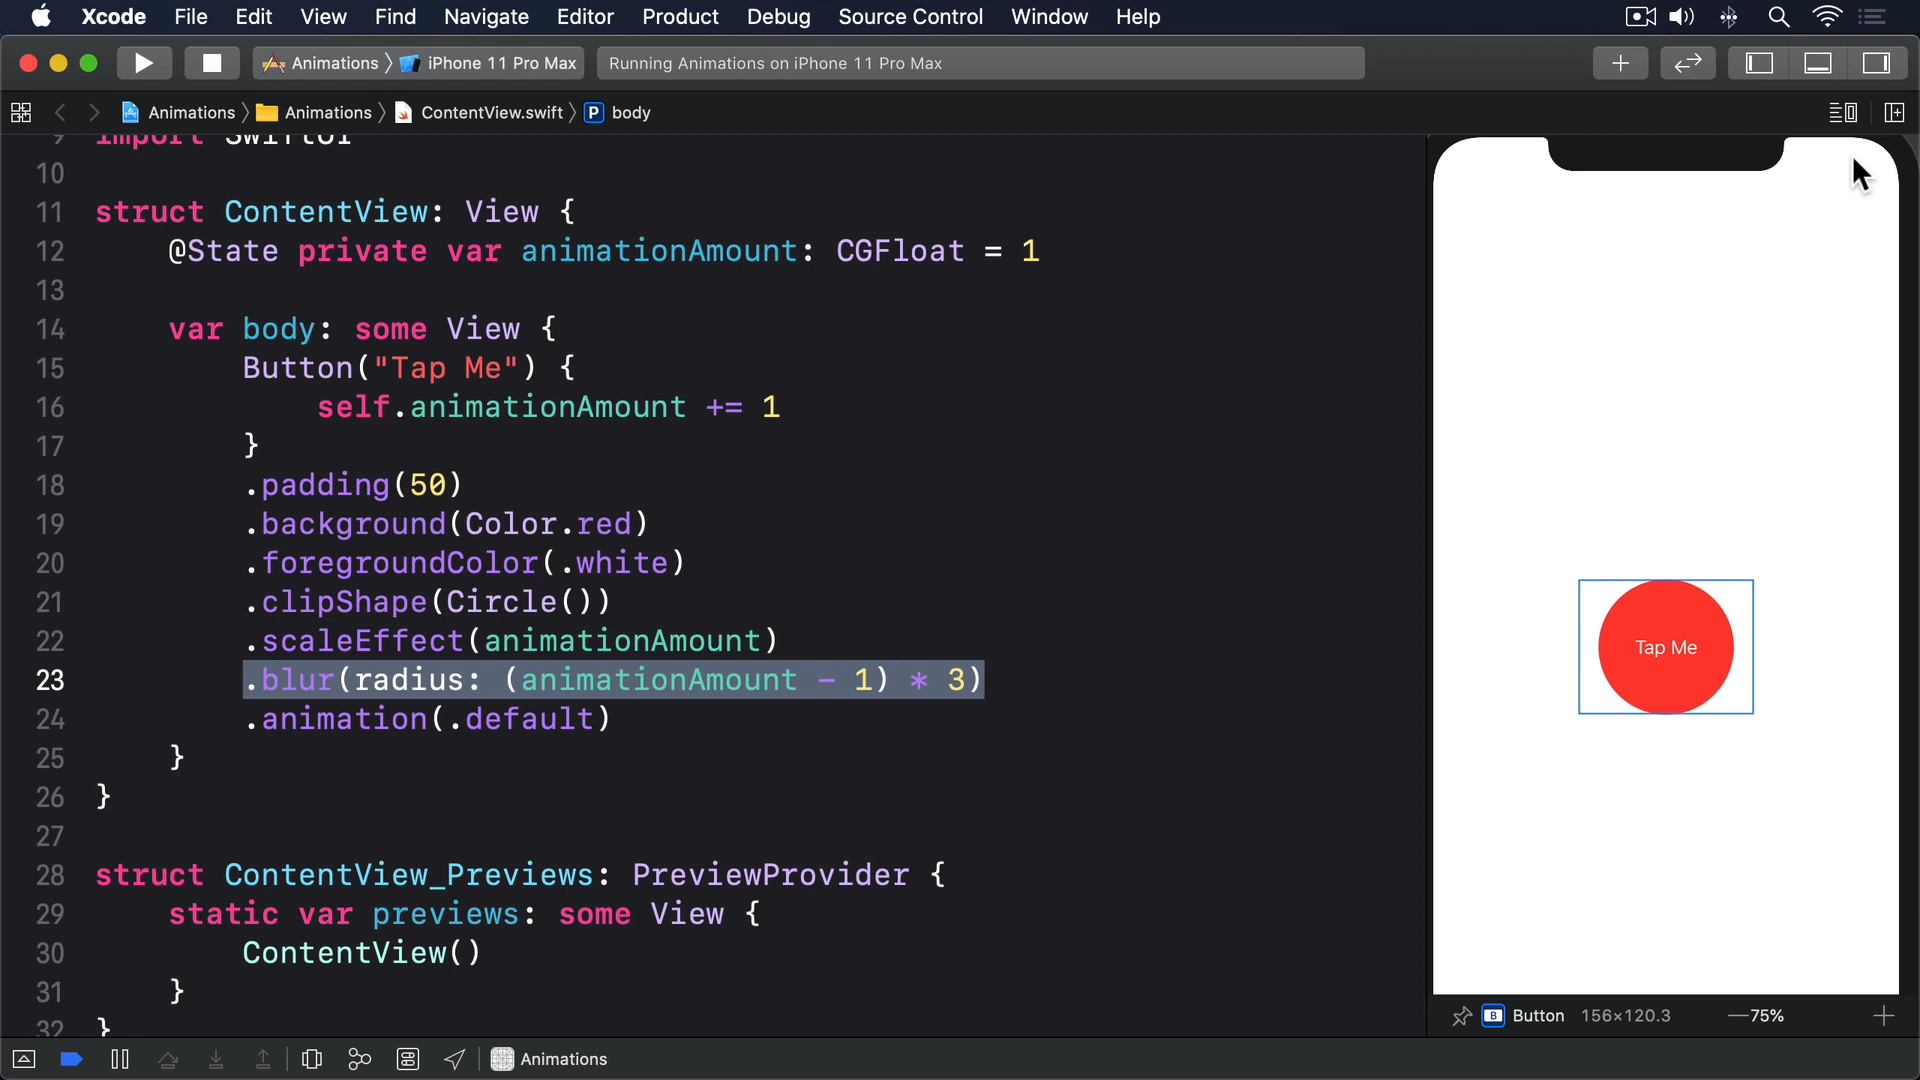 Xcode File Edit View Find Navigate Editor Product Debug Source Control Window Help
Animations 〉 iPhone 11 Pro Max
Running Animations on iPhone 11 Pro Max
Animations 〉 Animations 〉 ContentView.swift 〉 P body
9 import SwiftUI
10
11 struct ContentView: View {
12 @State private var animationAmount: CGFloat = 1
13
14 var body: some View {
15 Button("Tap Me") {
16 self.animationAmount += 1
17 }
18 .padding(50)
19 .background(Color.red)
20 .foregroundColor(.white)
21 .clipShape(Circle())
22 .scaleEffect(animationAmount)
23 .blur(radius: (animationAmount - 1) * 3)
24 .animation(.default)
25 }
26 }
27
28 struct ContentView_Previews: PreviewProvider {
29 static var previews: some View {
30 ContentView()
31 }
32 }
Tap Me
B Button 156×120.3 — 75% +
Animations